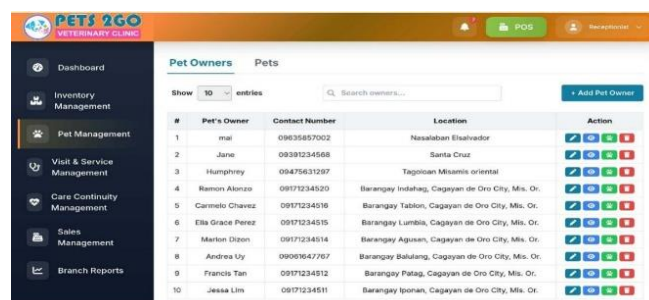 PETS 2GO
VETERINARY CLINIC
POS
Receptionist
Dashboard
Inventory
Management
Pet Management
Visit & Service
Management
Care Continuity
Management
Sales
Management
Branch Reports
Pet Owners Pets
Show 10 entries
Search owners...
+ Add Pet Owner
# Pet's Owner Contact Number Location Action
1 mai 09635857002 Nasalaban Elsalvador
2 Jane 09391234568 Santa Cruz
3 Humphrey 09475631297 Tagoloan Misamis oriental
4 Ramon Alonzo 09171234520 Barangay Indahag, Cagayan de Oro City, Mis. Or.
5 Carmelo Chavez 09171234516 Barangay Tablon, Cagayan de Oro City, Mis. Or.
6 Ella Grace Perez 09171234515 Barangay Lumbia, Cagayan de Oro City, Mis. Or.
7 Marlon Dizon 09171234514 Barangay Agusan, Cagayan de Oro City, Mis. Or.
8 Andrea Uy 09061647767 Barangay Balulang, Cagayan de Oro City, Mis. Or.
9 Francis Tan 09171234512 Barangay Patag, Cagayan de Oro City, Mis. Or.
10 Jessa Lim 09171234511 Barangay Iponan, Cagayan de Oro City, Mis. Or.